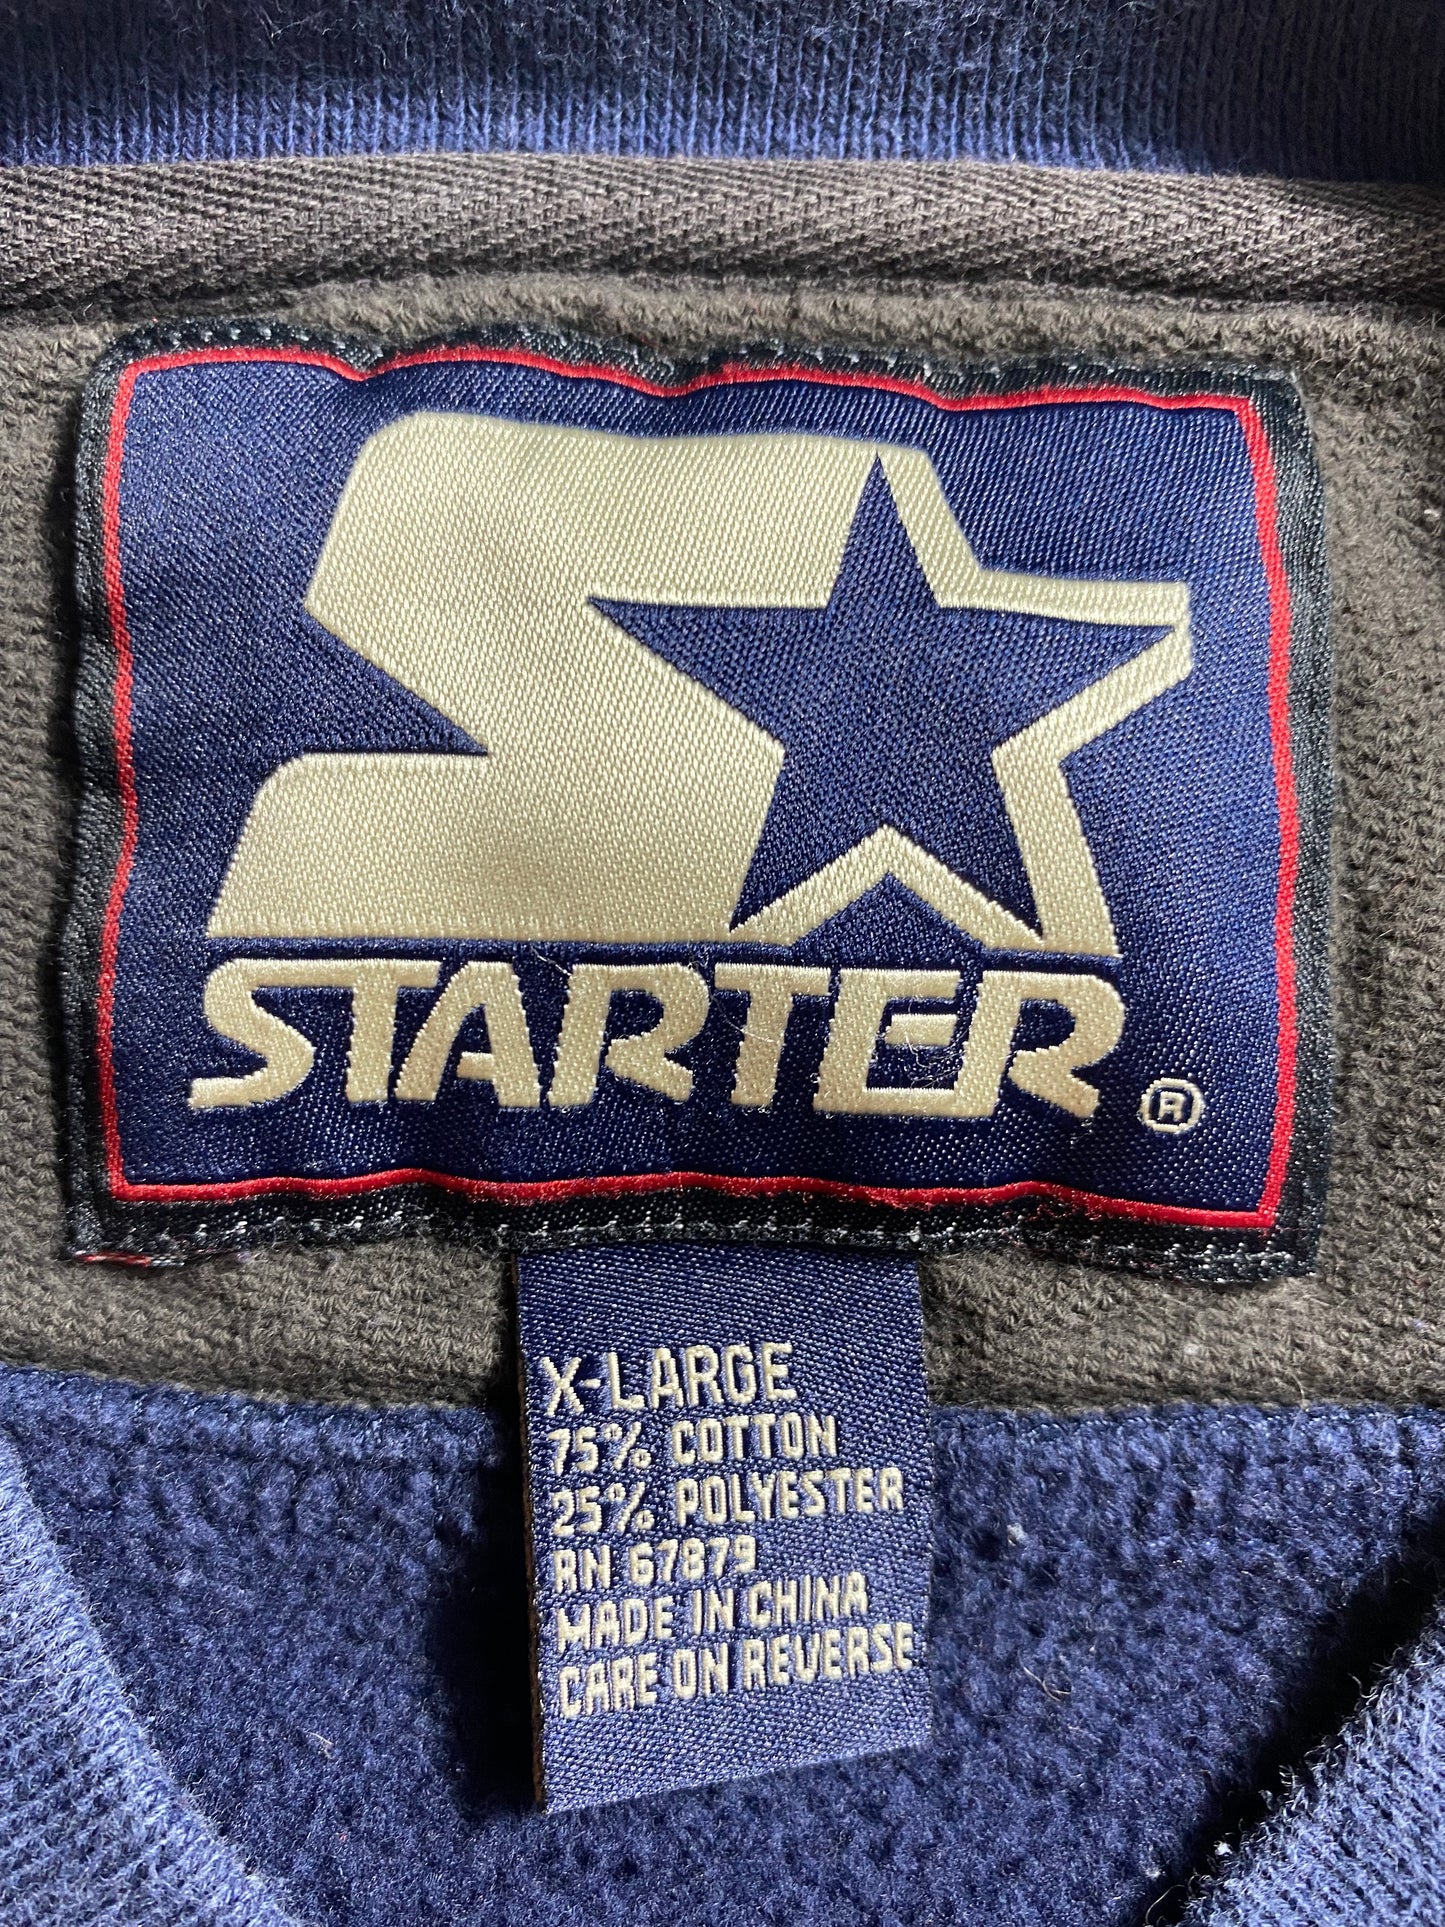 STARTER ®
X-LARGE
75% COTTON
25% POLYESTER
RN 67879
MADE IN CHINA
CARE ON REVERSE